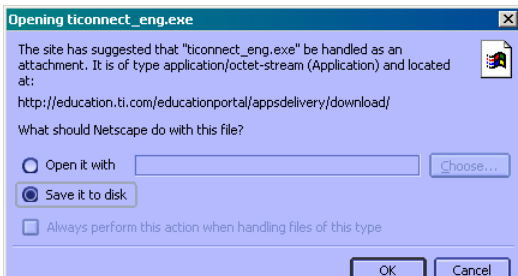 Opening ticonnect_eng.exe
The site has suggested that "ticonnect_eng.exe" be handled as an
attachment. It is of type application/octet-stream (Application) and located
at:
http://education.ti.com/educationportal/appsdelivery/download/
What should Netscape do with this file?
Open it with
Choose...
Save it to disk
Always perform this action when handling files of this type
OK Cancel